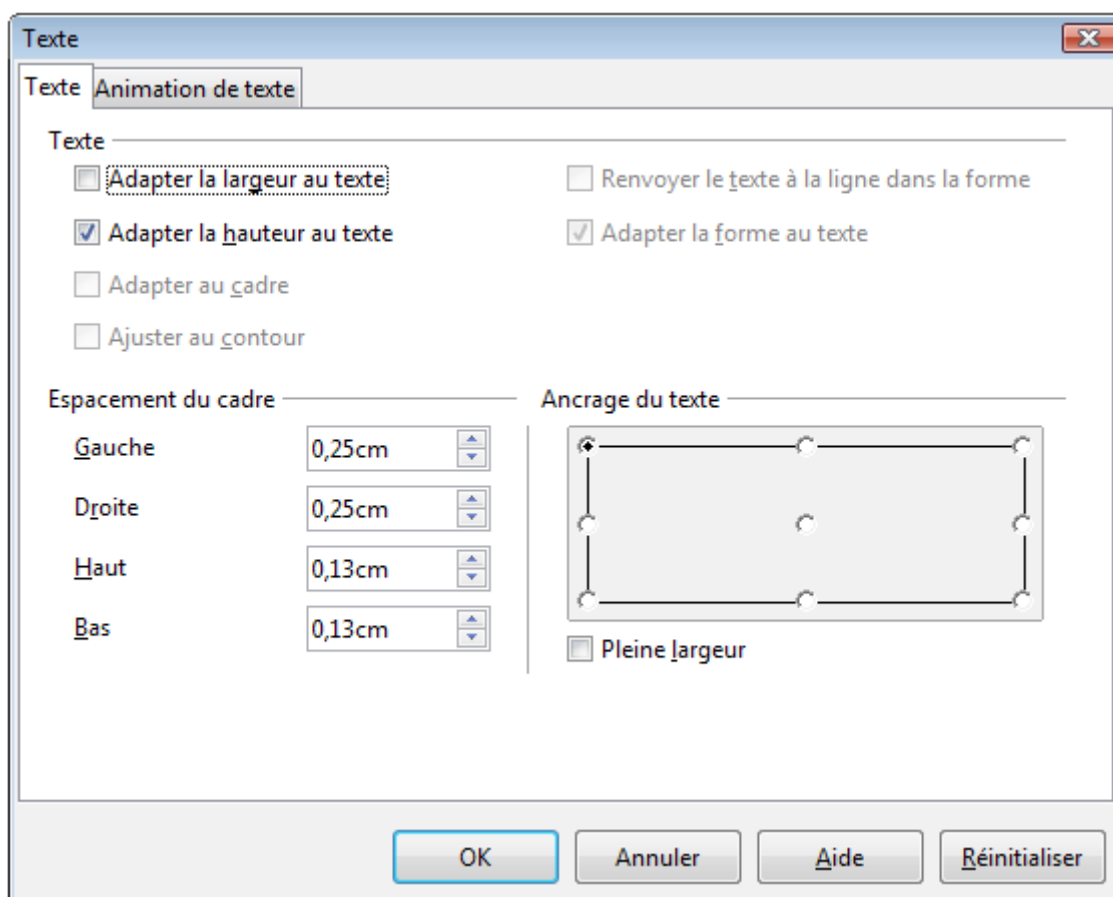 Texte
Texte Animation de texte
Texte
Adapter la largeur au texte
Renvoyer le texte à la ligne dans la forme
Adapter la hauteur au texte
Adapter la forme au texte
Adapter au cadre
Ajuster au contour
Espacement du cadre
Gauche 0,25cm
Droite 0,25cm
Haut 0,13cm
Bas 0,13cm
Ancrage du texte
Pleine largeur
OK Annuler Aide Réinitialiser